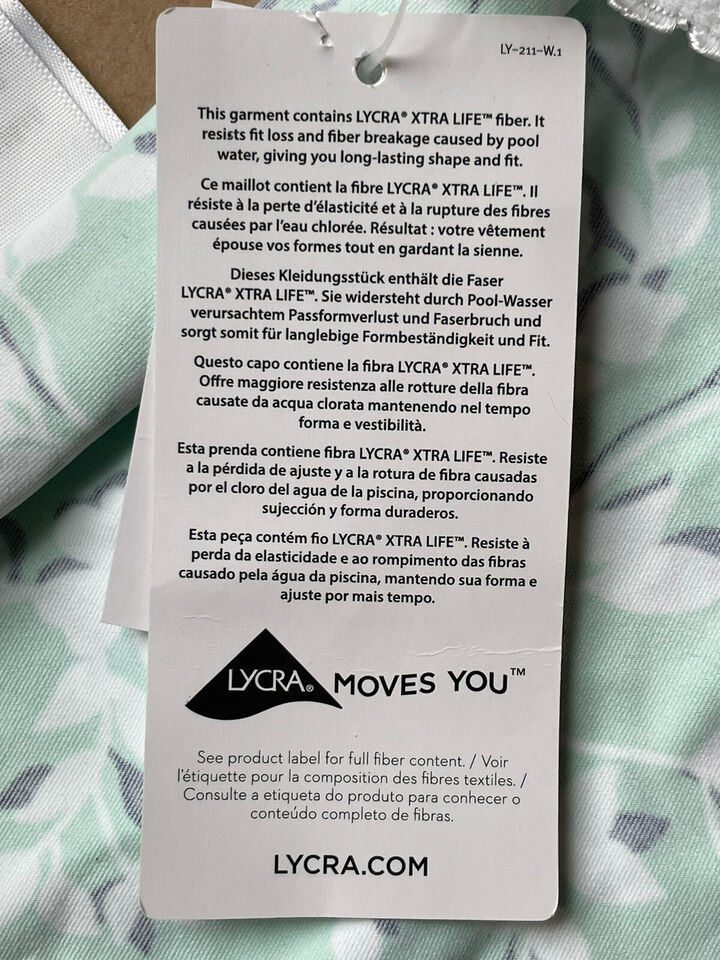 LY-211-W.1
This garment contains LYCRA® XTRA LIFE™ fiber. It
resists fit loss and fiber breakage caused by pool
water, giving you long-lasting shape and fit.
Ce maillot contient la fibre LYCRA® XTRA LIFE™. Il
résiste à la perte d'élasticité et à la rupture des fibres
causées par l'eau chlorée. Résultat : votre vêtement
épouse vos formes tout en gardant la sienne.
Dieses Kleidungsstück enthält die Faser
LYCRA® XTRA LIFE™. Sie widersteht durch Pool-Wasser
verursachtem Passformverlust und Faserbruch und
sorgt somit für langlebige Formbeständigkeit und Fit.
Questo capo contiene la fibra LYCRA® XTRA LIFE™.
Offre maggiore resistenza alle rotture della fibra
causate da acqua clorata mantenendo nel tempo
forma e vestibilità.
Esta prenda contiene fibra LYCRA® XTRA LIFE™. Resiste
a la pérdida de ajuste y a la rotura de fibra causadas
por el cloro del agua de la piscina, proporcionando
sujección y forma duraderos.
Esta peça contém fio LYCRA® XTRA LIFE™. Resiste à
perda da elasticidade e ao rompimento das fibras
causado pela água da piscina, mantendo sua forma e
ajuste por mais tempo.
LYCRA® MOVES YOU™
See product label for full fiber content. / Voir
l'étiquette pour la composition des fibres textiles. /
Consulte a etiqueta do produto para conhecer o
conteúdo completo de fibras.
LYCRA.COM